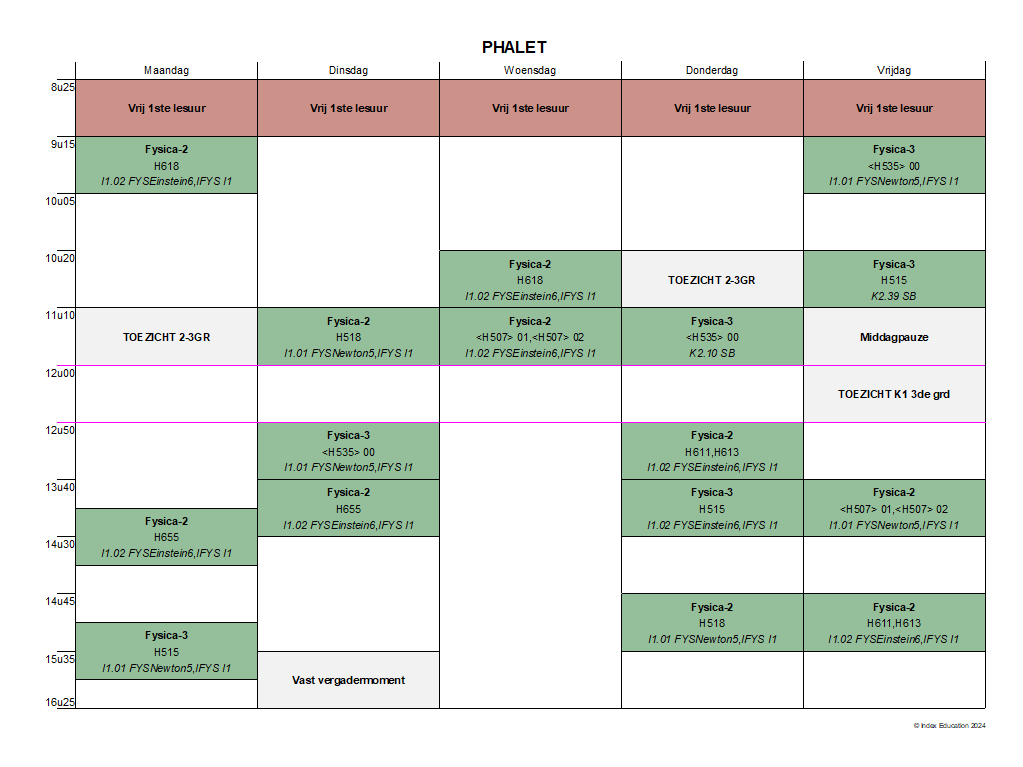 PHALET
Maandag Dinsdag Woensdag Donderdag Vrijdag
8u25
Vrij 1ste lesuur Vrij 1ste lesuur Vrij 1ste lesuur Vrij 1ste lesuur Vrij 1ste lesuur
9u15
Fysica-2 Fysica-3
H618 <H535> 00
I1.02 FYSEinstein6,IFYS I1 I1.01 FYSNewton5,IFYS I1
10u05
10u20
Fysica-2 Fysica-3
H618 TOEZICHT 2-3GR H515
I1.02 FYSEinstein6,IFYS I1 K2.39 SB
11u10
Fysica-2 Fysica-2 Fysica-3
TOEZICHT 2-3GR H518 <H507> 01,<H507> 02 <H535> 00 Middagpauze
I1.01 FYSNewton5,IFYS I1 I1.02 FYSEinstein6,IFYS I1 K2.10 SB
12u00
TOEZICHT K1 3de grd
12u50
Fysica-3 Fysica-2
<H535> 00 H611,H613
I1.01 FYSNewton5,IFYS I1 I1.02 FYSEinstein6,IFYS I1
13u40
Fysica-2 Fysica-3 Fysica-2
H655 H515 <H507> 01,<H507> 02
I1.02 FYSEinstein6,IFYS I1 I1.02 FYSEinstein6,IFYS I1 I1.01 FYSNewton5,IFYS I1
Fysica-2
H655
14u30
I1.02 FYSEinstein6,IFYS I1
14u45
Fysica-2 Fysica-2
H518 H611,H613
I1.01 FYSNewton5,IFYS I1 I1.02 FYSEinstein6,IFYS I1
Fysica-3
H515
15u35
I1.01 FYSNewton5,IFYS I1
Vast vergadermoment
16u25
© Index Education 2024